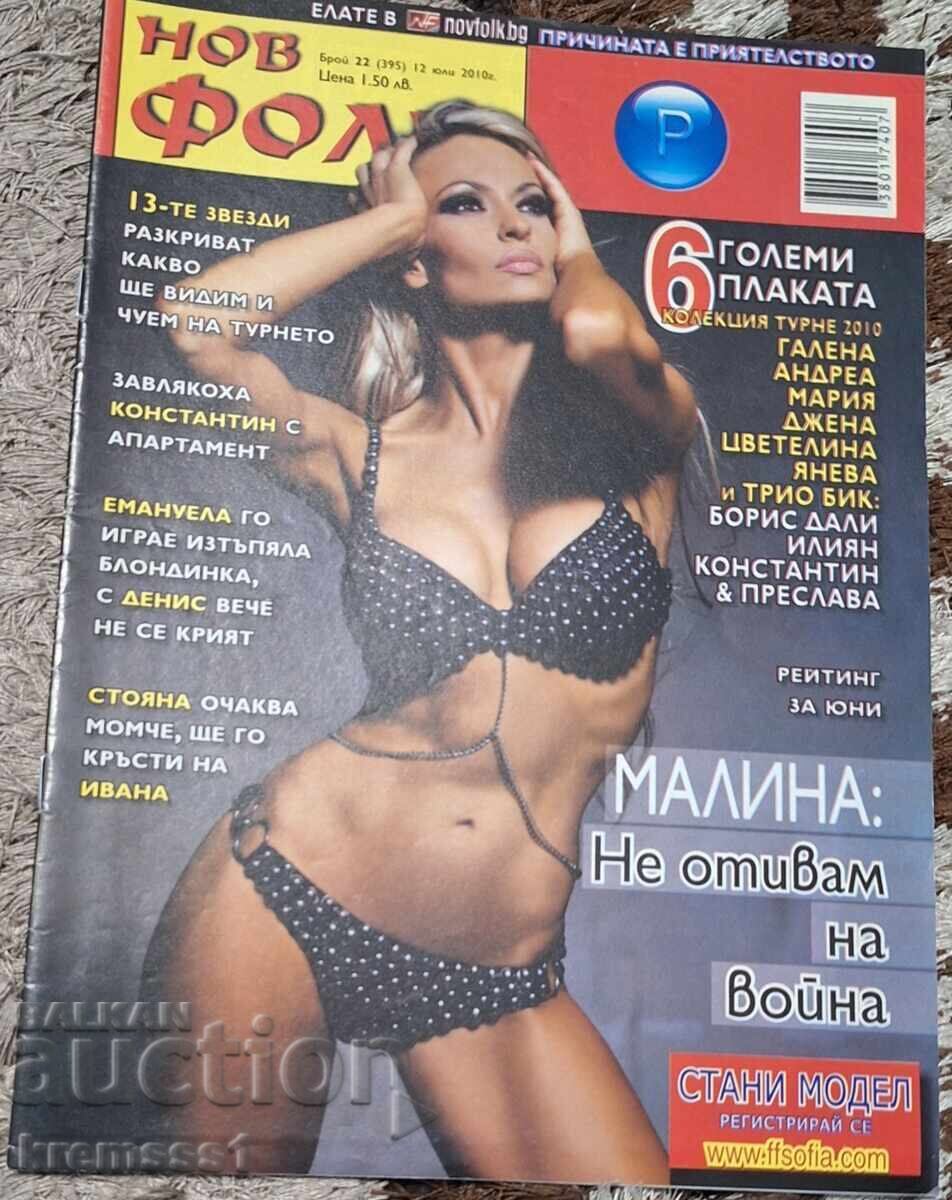 ЕЛАТЕ В NF novfolk.bg ПРИЧИНАТА Е ПРИЯТЕЛСТВОТО
НОВ
ФОЛ
Брой 22 (395) 12 юли 2010г.
Цена 1.50 лв.
P
38011740
13-ТЕ ЗВЕЗДИ
РАЗКРИВАТ
КАКВО
ЩЕ ВИДИМ И
ЧУЕМ НА ТУРНЕТО
ЗАВЛЯКОХА
КОНСТАНТИН С
АПАРТАМЕНТ
ЕМАНУЕЛА ГО
ИГРАЕ ИЗТЪПЯЛА
БЛОНДИНКА,
С ДЕНИС ВЕЧЕ
НЕ СЕ КРИЯТ
СТОЯНА ОЧАКВА
МОМЧЕ, ЩЕ ГО
КРЪСТИ НА
ИВАНА
6 ГОЛЕМИ
ПЛАКАТА
КОЛЕКЦИЯ ТУРНЕ 2010
ГАЛЕНА
АНДРЕА
МАРИЯ
ДЖЕНА
ЦВЕТЕЛИНА
ЯНЕВА
и ТРИО БИК:
БОРИС ДАЛИ
ИЛИЯН
КОНСТАНТИН
& ПРЕСЛАВА
РЕЙТИНГ
ЗА ЮНИ
МАЛИНА:
Не отивам
на
война
СТАНИ МОДЕЛ
РЕГИСТРИРАЙ СЕ
www.ffsofia.com
BALKAN
auction
kremsss1